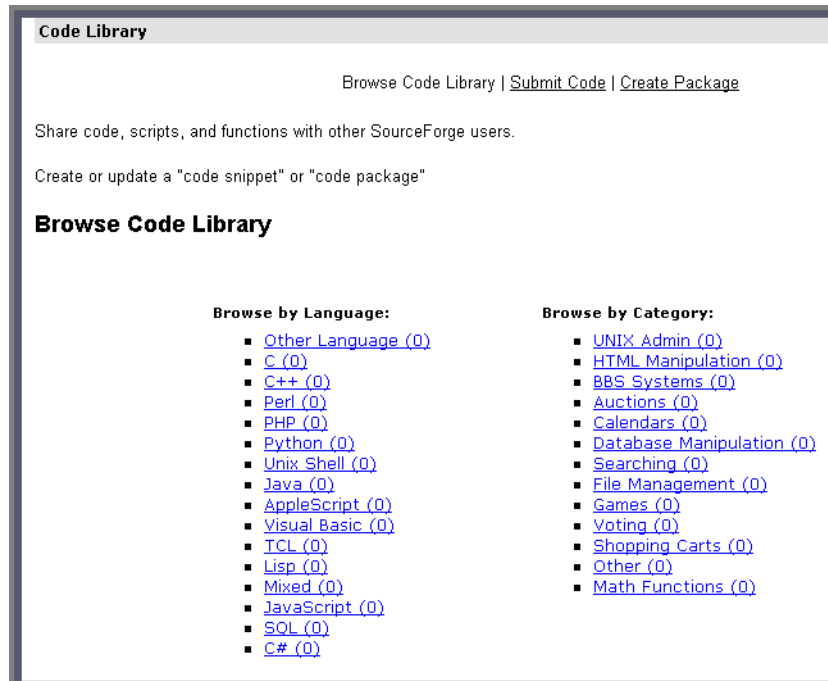 Code Library
Browse Code Library | Submit Code | Create Package
Share code, scripts, and functions with other SourceForge users.
Create or update a "code snippet" or "code package"
Browse Code Library
Browse by Language:
Other Language (0)
C (0)
C++ (0)
Perl (0)
PHP (0)
Python (0)
Unix Shell (0)
Java (0)
AppleScript (0)
Visual Basic (0)
TCL (0)
Lisp (0)
Mixed (0)
JavaScript (0)
SQL (0)
C# (0)
Browse by Category:
UNIX Admin (0)
HTML Manipulation (0)
BBS Systems (0)
Auctions (0)
Calendars (0)
Database Manipulation (0)
Searching (0)
File Management (0)
Games (0)
Voting (0)
Shopping Carts (0)
Other (0)
Math Functions (0)